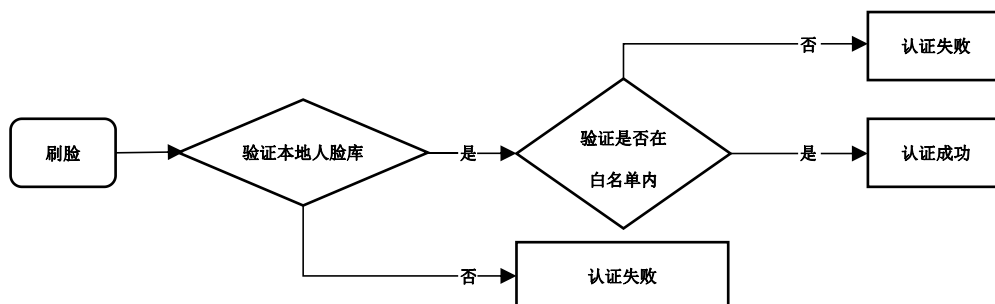 否
认证失败
刷脸
验证本地人脸库
是
验证是否在
白名单内
是
认证成功
否
认证失败